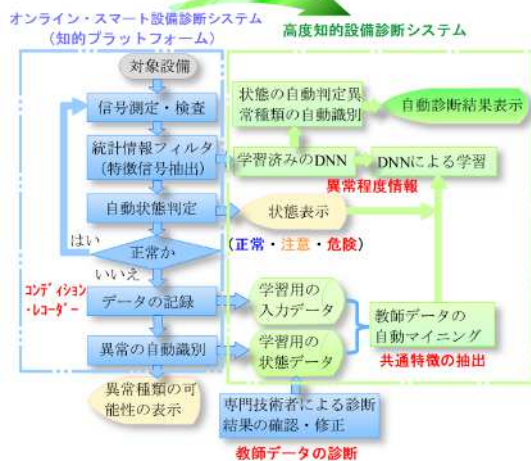 オンライン・スマート設備診断システム
(知的プラットフォーム)
高度知的設備診断システム
対象設備
信号測定・検査
統計情報フィルタ
(特徴信号抽出)
自動状態判定
はい
正常か
いいえ
コンディション
・レコーダー
データの記録
異常の自動識別
異常種類の可
能性の表示
状態の自動判定異
常種類の自動識別
自動診断結果表示
学習済みのDNN
DNNによる学習
異常程度情報
状態表示
(正常・注意・危険)
学習用の
入力データ
学習用の
状態データ
教師データの
自動マイニング
共通特徴の抽出
専門技術者による診断
結果の確認・修正
教師データの診断